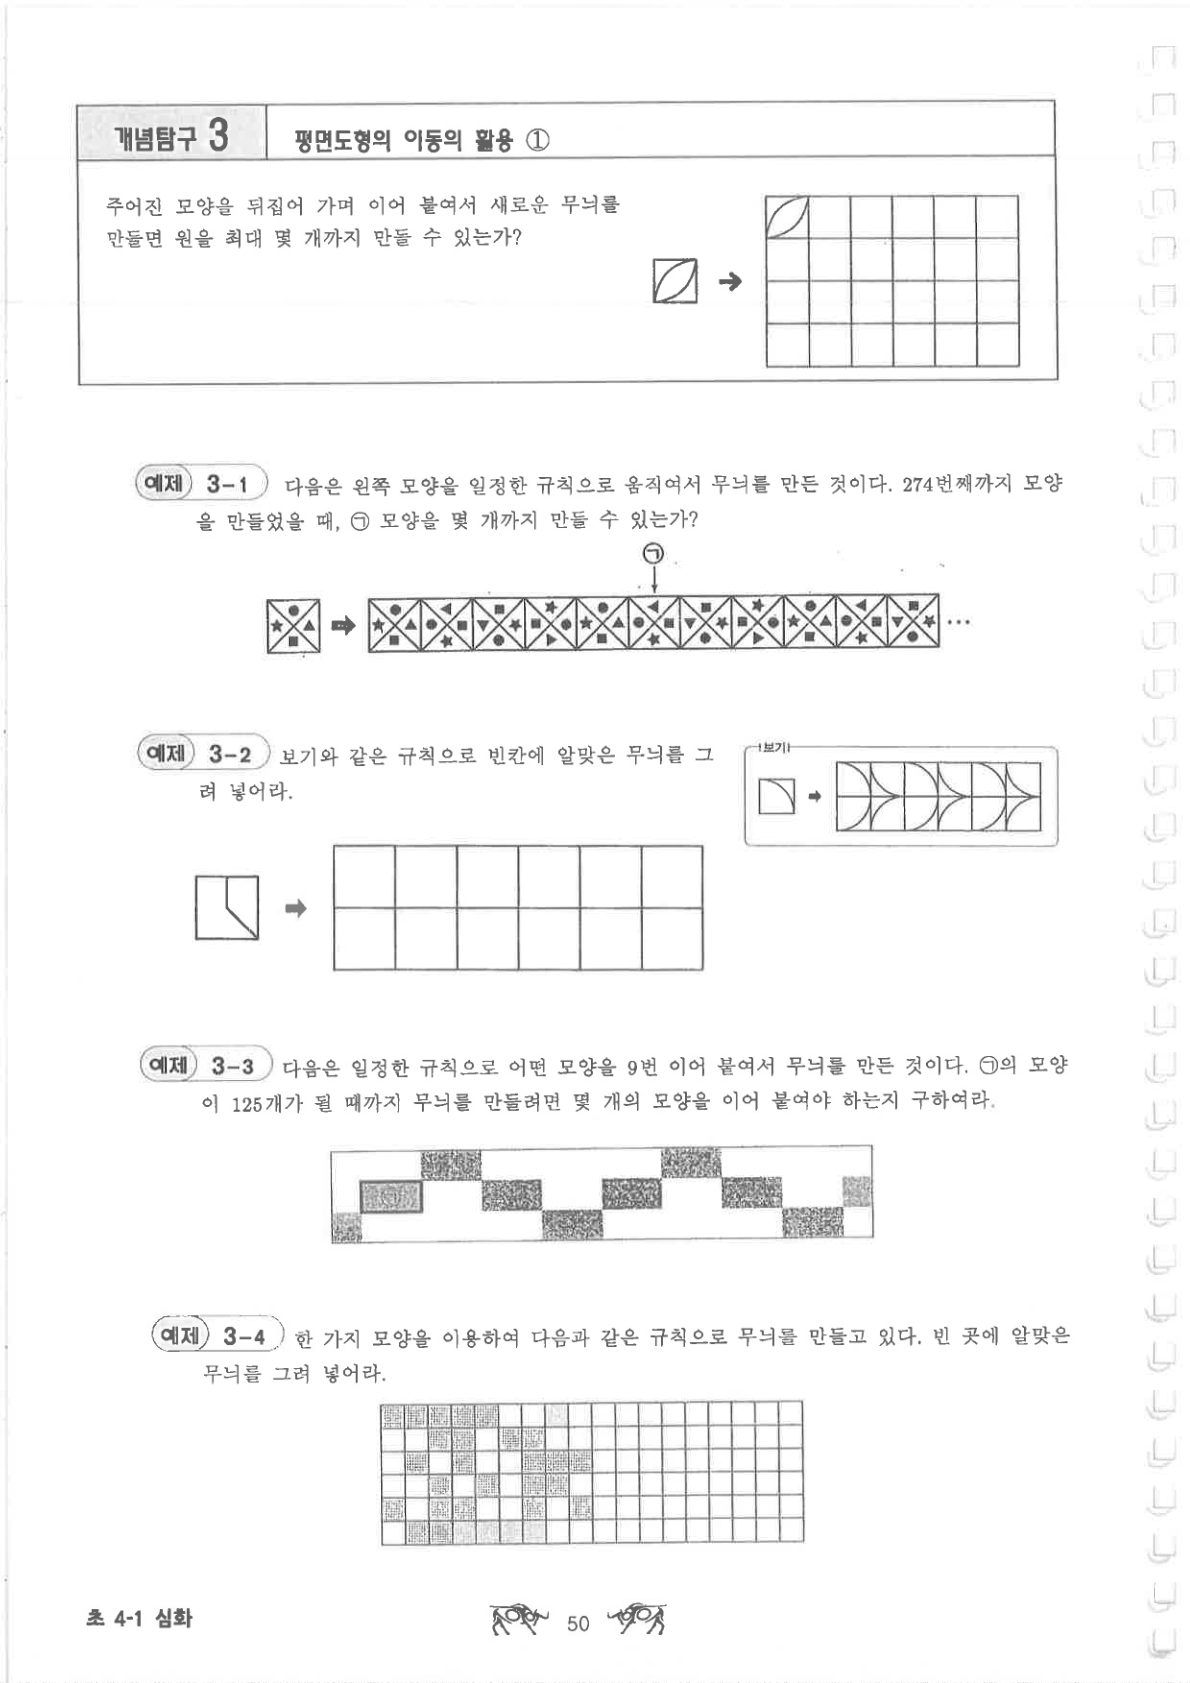 개념탐구 3 평면도형의 이동의 활용 ①
주어진 모양을 뒤집어 가며 이어 붙여서 새로운 무늬를
만들면 원을 최대 몇 개까지 만들 수 있는가?
예제 3-1 다음은 왼쪽 모양을 일정한 규칙으로 움직여서 무늬를 만든 것이다. 274번째까지 모양
을 만들었을 때, ㉠ 모양을 몇 개까지 만들 수 있는가?
㉠
예제 3-2 보기와 같은 규칙으로 빈칸에 알맞은 무늬를 그
려 넣어라.
보기
예제 3-3 다음은 일정한 규칙으로 어떤 모양을 9번 이어 붙여서 무늬를 만든 것이다. ㉠의 모양
이 125개가 될 때까지 무늬를 만들려면 몇 개의 모양을 이어 붙여야 하는지 구하여라.
㉠
예제 3-4 한 가지 모양을 이용하여 다음과 같은 규칙으로 무늬를 만들고 있다. 빈 곳에 알맞은
무늬를 그려 넣어라.
초 4-1 심화
50